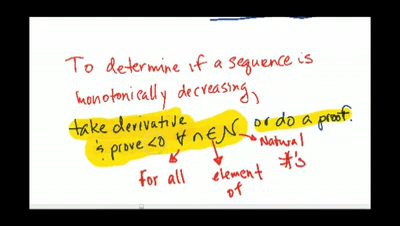 To determine if a sequence is
monotonically decreasing,
take derivative
& prove <0 ∀ n ∈ N or do a proof.
for all element of Natural #'s